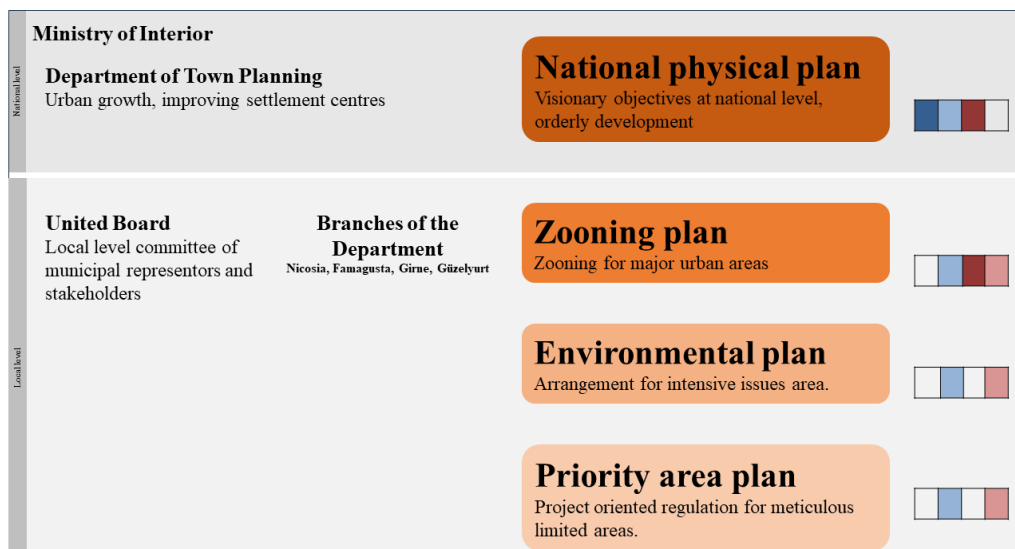 National level
Ministry of Interior
Department of Town Planning
Urban growth, improving settlement centres
National physical plan
Visionary objectives at national level,
orderly development
Local level
United Board
Local level committee of
municipal representors and
stakeholders
Branches of the
Department
Nicosia, Famagusta, Girne, Güzelyurt
Zooning plan
Zooning for major urban areas
Environmental plan
Arrangement for intensive issues area.
Priority area plan
Project oriented regulation for meticulous
limited areas.